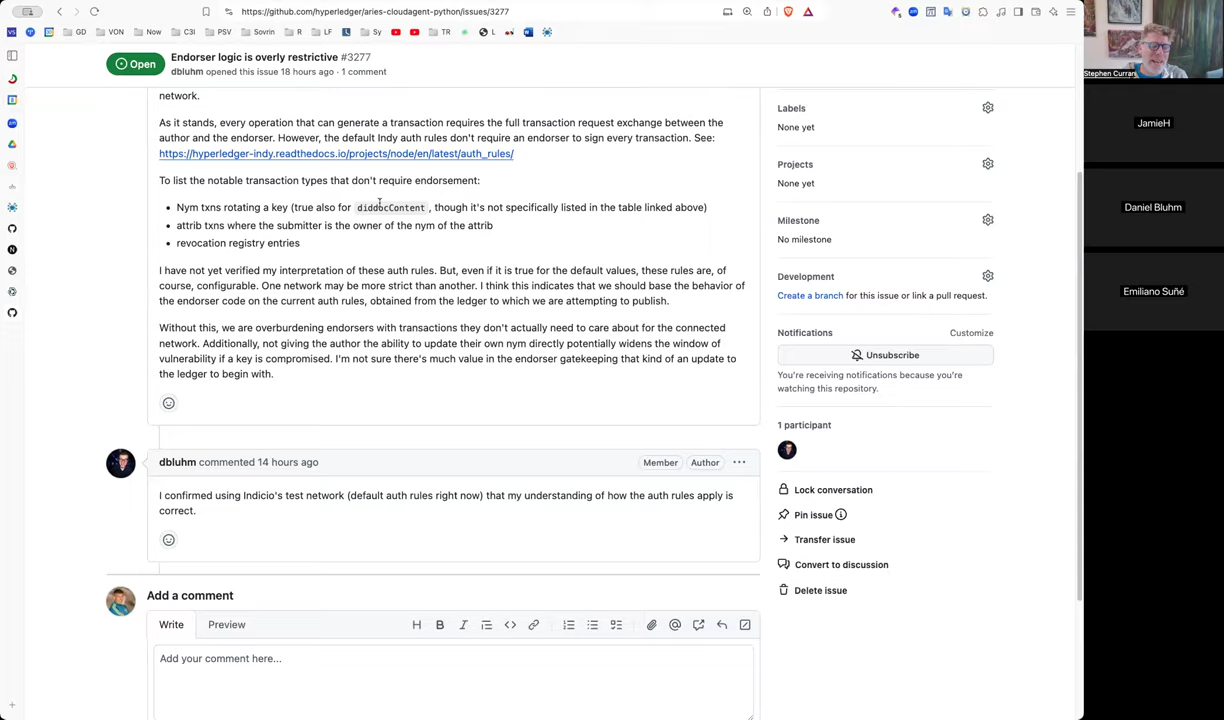 https://github.com/hyperledger/aries-cloudagent-python/issues/3277
GD
VON
Now
C3I
PSV
Sovrin
R
LF
Sy
TR
L
Open
Endorser logic is overly restrictive #3277
dbluhm opened this issue 18 hours ago · 1 comment
network.
As it stands, every operation that can generate a transaction requires the full transaction request exchange between the
author and the endorser. However, the default Indy auth rules don't require an endorser to sign every transaction. See:
https://hyperledger-indy.readthedocs.io/projects/node/en/latest/auth_rules/
To list the notable transaction types that don't require endorsement:
• Nym txns rotating a key (true also for diddocContent , though it's not specifically listed in the table linked above)
• attrib txns where the submitter is the owner of the nym of the attrib
• revocation registry entries
I have not yet verified my interpretation of these auth rules. But, even if it is true for the default values, these rules are, of
course, configurable. One network may be more strict than another. I think this indicates that we should base the behavior of
the endorser code on the current auth rules, obtained from the ledger to which we are attempting to publish.
Without this, we are overburdening endorsers with transactions they don't actually need to care about for the connected
network. Additionally, not giving the author the ability to update their own nym directly potentially widens the window of
vulnerability if a key is compromised. I'm not sure there's much value in the endorser gatekeeping that kind of an update to
the ledger to begin with.
dbluhm commented 14 hours ago
Member
Author
I confirmed using Indicio's test network (default auth rules right now) that my understanding of how the auth rules apply is
correct.
Add a comment
Write
Preview
Add your comment here...
Labels
None yet
Projects
None yet
Milestone
No milestone
Development
Create a branch for this issue or link a pull request.
Notifications
Customize
Unsubscribe
You're receiving notifications because you're
watching this repository.
1 participant
Lock conversation
Pin issue
Transfer issue
Convert to discussion
Delete issue
Stephen Curran
JamieH
Daniel Bluhm
Emiliano Suñé